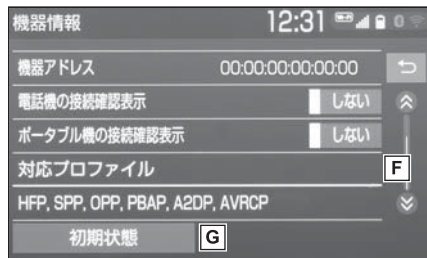 機器情報 12:31 0
機器アドレス 00:00:00:00:00:00
電話機の接続確認表示 しない
ポータブル機の接続確認表示 しない
対応プロファイル
F
HFP, SPP, OPP, PBAP, A2DP, AVRCP
初期状態 G